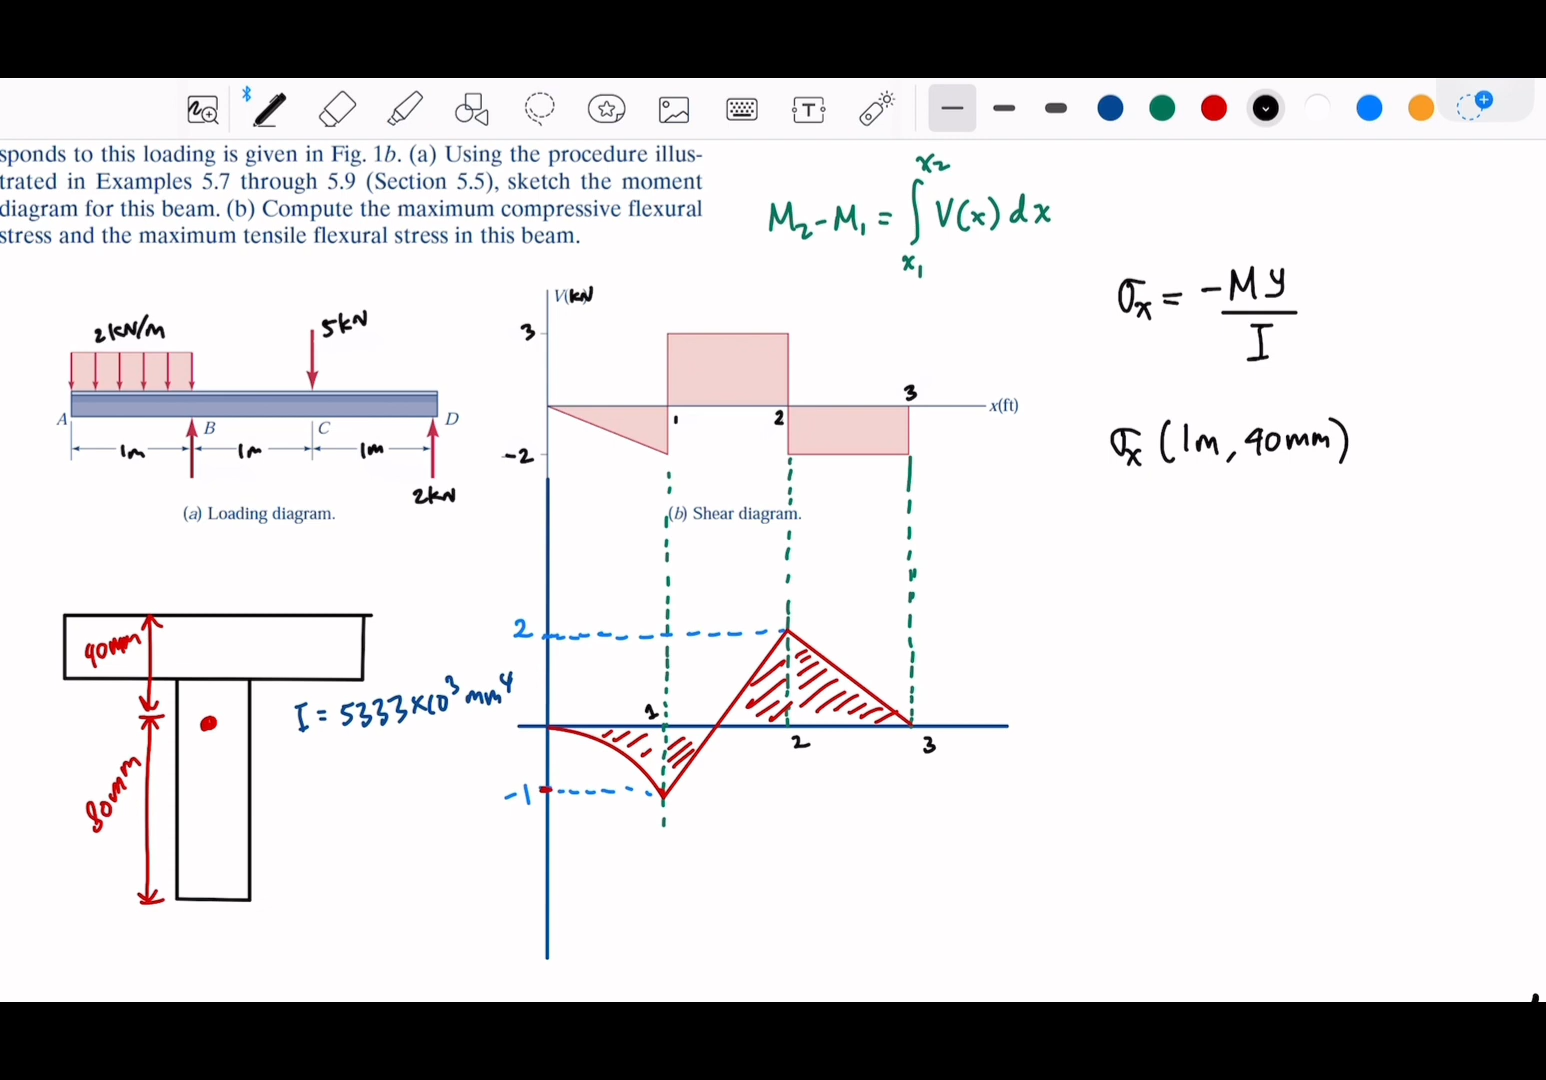 sponds to this loading is given in Fig. 1b. (a) Using the procedure illus-
trated in Examples 5.7 through 5.9 (Section 5.5), sketch the moment
diagram for this beam. (b) Compute the maximum compressive flexural
stress and the maximum tensile flexural stress in this beam.
M₂-M₁ = ∫ V(x) dx
x₂
x₁
σx = -My / I
σx (1m, 40mm)
2kN/m
5kN
A
B
C
D
1m
1m
1m
2kN
(a) Loading diagram.
V(kN
3
-2
1
2
3
x(ft)
(b) Shear diagram.
40mm
80mm
I = 5333×10³ mm⁴
2
1
-1
2
3
T